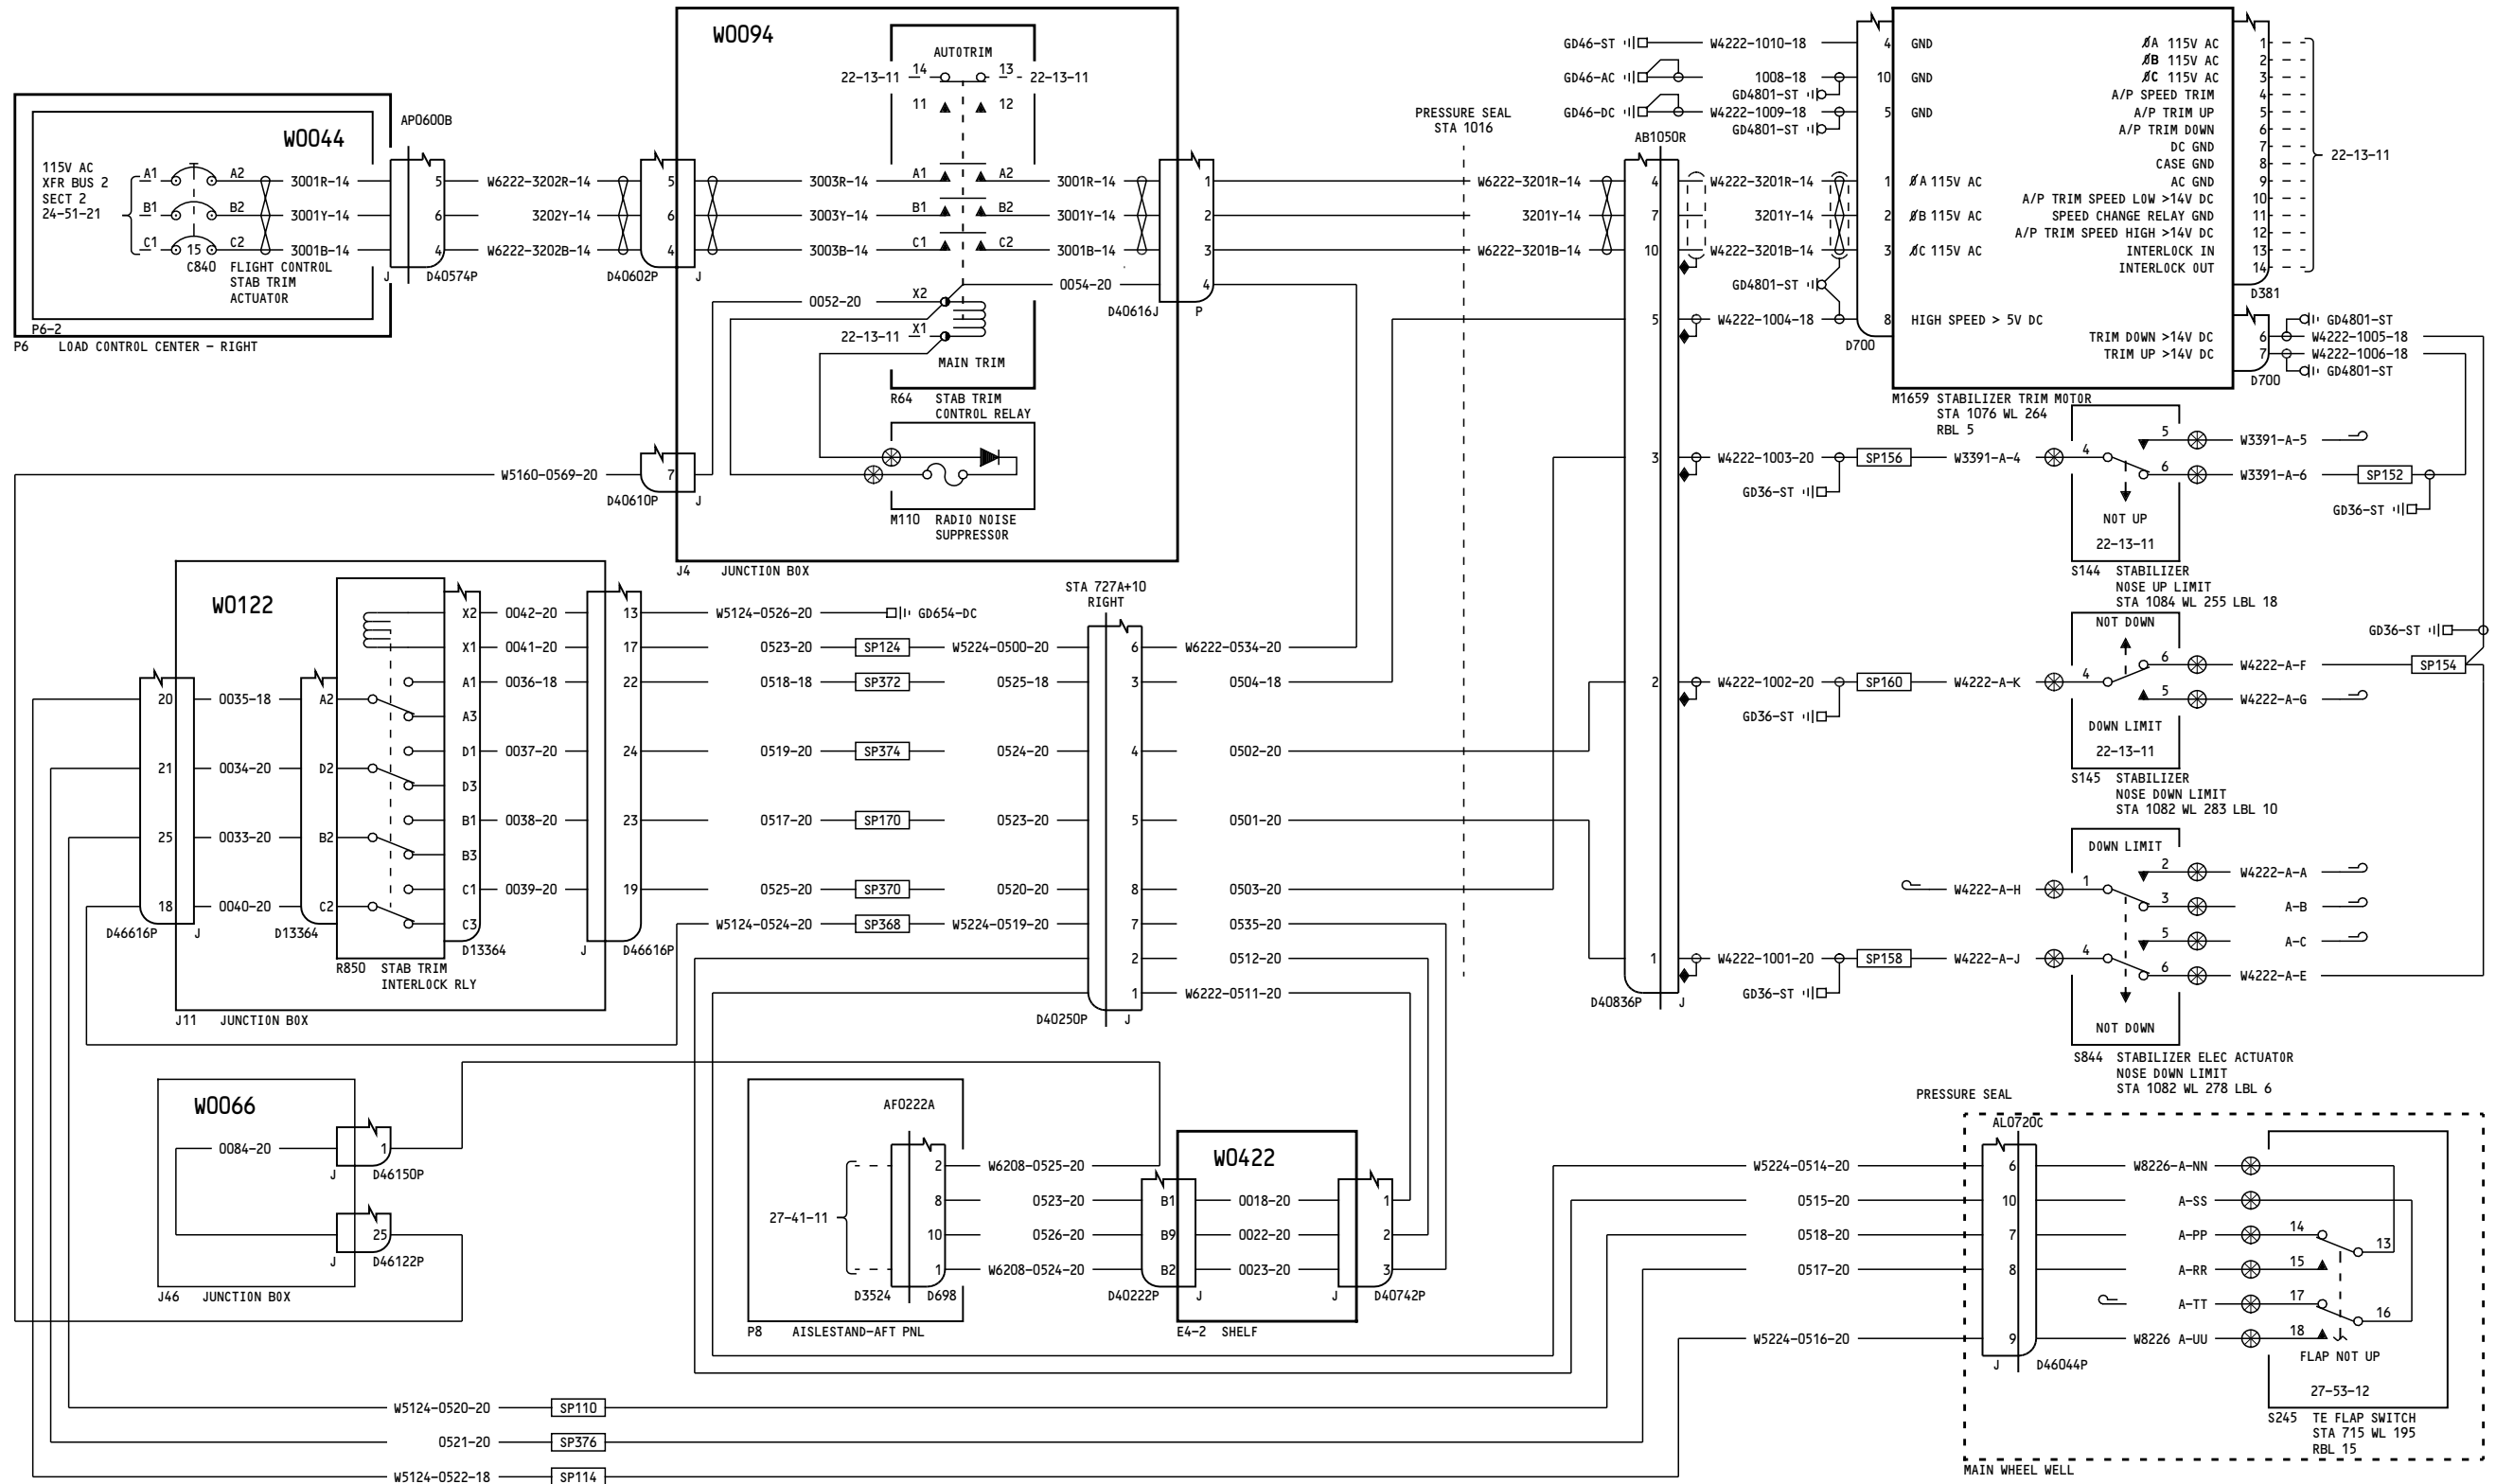 W0044
AP0600B
115V AC
XFR BUS 2
SECT 2
24-51-21
A1 A2 3001R-14 5 W6222-3202R-14 5
B1 B2 3001Y-14 6 3202Y-14 6
C1 15 C2 3001B-14 4 W6222-3202B-14 4
C840 FLIGHT CONTROL
STAB TRIM
ACTUATOR
J D40574P D40602P J
P6-2
P6 LOAD CONTROL CENTER - RIGHT
W0094
AUTOTRIM
22-13-11 14 13 22-13-11
11 12
3003R-14 A1 A2 3001R-14 1
3003Y-14 B1 B2 3001Y-14 2
3003B-14 C1 C2 3001B-14 3
0054-20 4
0052-20 X2
22-13-11 X1
D40616J P
MAIN TRIM
R64 STAB TRIM
CONTROL RELAY
M110 RADIO NOISE
SUPPRESSOR
W5160-0569-20 7
D40610P J
J4 JUNCTION BOX
PRESSURE SEAL
STA 1016
AB1050R
W6222-3201R-14 4 W4222-3201R-14 1 ØA 115V AC
3201Y-14 7 3201Y-14 2 ØB 115V AC
W6222-3201B-14 10 W4222-3201B-14 3 ØC 115V AC
GD46-ST W4222-1010-18 4 GND
GD46-AC 1008-18 10 GND
GD4801-ST
GD46-DC W4222-1009-18 5 GND
GD4801-ST
GD4801-ST
5 W4222-1004-18 8 HIGH SPEED > 5V DC
D700
ØA 115V AC 1
ØB 115V AC 2
ØC 115V AC 3
A/P SPEED TRIM 4
A/P TRIM UP 5
A/P TRIM DOWN 6
DC GND 7
CASE GND 8
AC GND 9
A/P TRIM SPEED LOW >14V DC 10
SPEED CHANGE RELAY GND 11
A/P TRIM SPEED HIGH >14V DC 12
INTERLOCK IN 13
INTERLOCK OUT 14
22-13-11
D381
GD4801-ST
TRIM DOWN >14V DC 6 W4222-1005-18
TRIM UP >14V DC 7 W4222-1006-18
D700 GD4801-ST
M1659 STABILIZER TRIM MOTOR
STA 1076 WL 264
RBL 5
5 W3391-A-5
3 W4222-1003-20 SP156 W3391-A-4 4 6 W3391-A-6 SP152
GD36-ST GD36-ST
NOT UP
22-13-11
S144 STABILIZER
NOSE UP LIMIT
STA 1084 WL 255 LBL 18
NOT DOWN
GD36-ST
6 W4222-A-F SP154
2 W4222-1002-20 SP160 W4222-A-K 4
5 W4222-A-G
GD36-ST
DOWN LIMIT
22-13-11
S145 STABILIZER
NOSE DOWN LIMIT
STA 1082 WL 283 LBL 10
DOWN LIMIT
2 W4222-A-A
W4222-A-H 1
3 A-B
5 A-C
1 W4222-1001-20 SP158 W4222-A-J 4
6 W4222-A-E
GD36-ST
NOT DOWN
D40836P J
S844 STABILIZER ELEC ACTUATOR
NOSE DOWN LIMIT
STA 1082 WL 278 LBL 6
W0122
STA 727A+10
RIGHT
X2 0042-20 13 W5124-0526-20 GD654-DC
X1 0041-20 17 0523-20 SP124 W5224-0500-20 6 W6222-0534-20
A1 0036-18 22 0518-18 SP372 0525-18 3 0504-18
20 0035-18 A2
A3
D1 0037-20 24 0519-20 SP374 0524-20 4 0502-20
21 0034-20 D2
D3
B1 0038-20 23 0517-20 SP170 0523-20 5 0501-20
25 0033-20 B2
B3
C1 0039-20 19 0525-20 SP370 0520-20 8 0503-20
18 0040-20 C2
C3 W5124-0524-20 SP368 W5224-0519-20 7 0535-20
D46616P J D13364 D13364 J D46616P
2 0512-20
R850 STAB TRIM
INTERLOCK RLY
1 W6222-0511-20
D40250P J
J11 JUNCTION BOX
W0066
0084-20 1
J D46150P
25
J D46122P
J46 JUNCTION BOX
AF0222A
27-41-11
2 W6208-0525-20
8 0523-20 B1 0018-20 1
10 0526-20 B9 0022-20 2
1 W6208-0524-20 B2 0023-20 3
W0422
D3524 D698 D40222P J J D40742P
P8 AISLESTAND-AFT PNL
E4-2 SHELF
PRESSURE SEAL
AL0720C
W5224-0514-20 6 W8226-A-NN
0515-20 10 A-SS
0518-20 7 A-PP 14 13
0517-20 8 A-RR 15
A-TT 17 16
W5224-0516-20 9 W8226 A-UU 18
J D46044P
FLAP NOT UP
27-53-12
S245 TE FLAP SWITCH
STA 715 WL 195
RBL 15
MAIN WHEEL WELL
W5124-0520-20 SP110
0521-20 SP376
W5124-0522-18 SP114